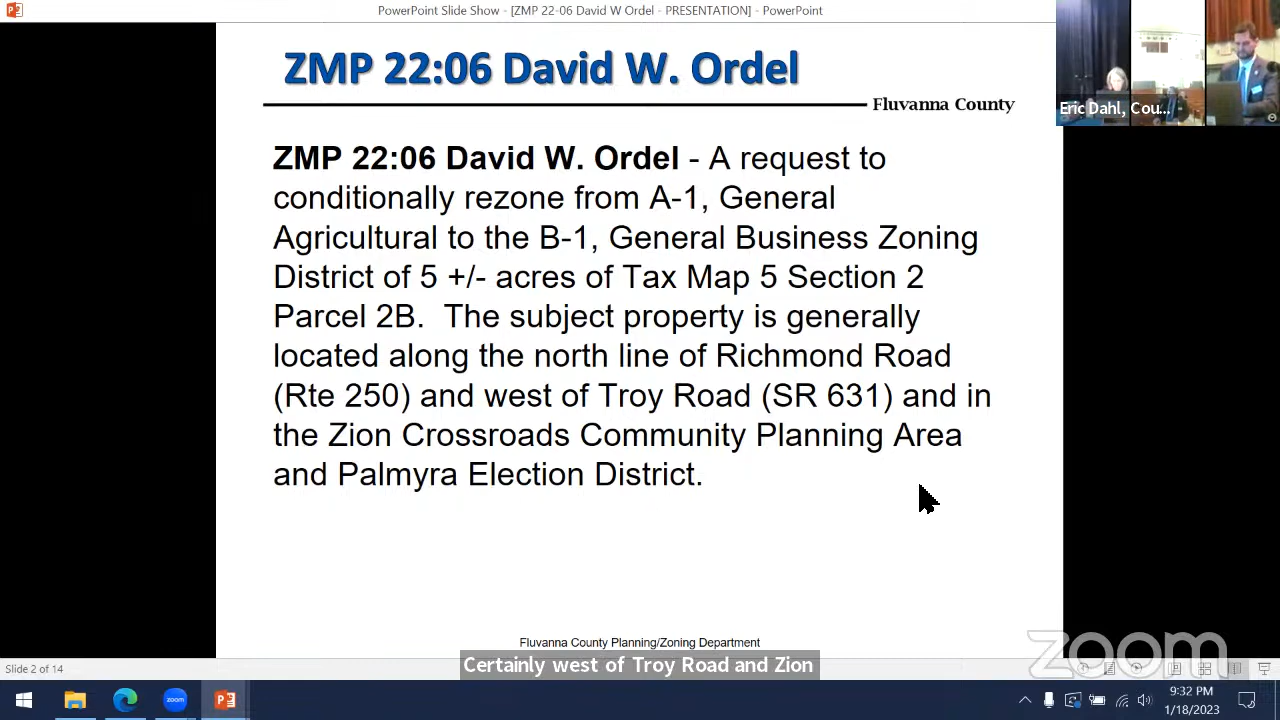 PowerPoint Slide Show - [ZMP 22-06 David W Ordel - PRESENTATION] - PowerPoint
ZMP 22:06 David W. Ordel
Fluvanna County
Eric Dahl, Cou...
ZMP 22:06 David W. Ordel - A request to
conditionally rezone from A-1, General
Agricultural to the B-1, General Business Zoning
District of 5 +/- acres of Tax Map 5 Section 2
Parcel 2B. The subject property is generally
located along the north line of Richmond Road
(Rte 250) and west of Troy Road (SR 631) and in
the Zion Crossroads Community Planning Area
and Palmyra Election District.
Fluvanna County Planning/Zoning Department
Certainly west of Troy Road and Zion
zoom
Slide 2 of 14
zoom
9:32 PM
1/18/2023